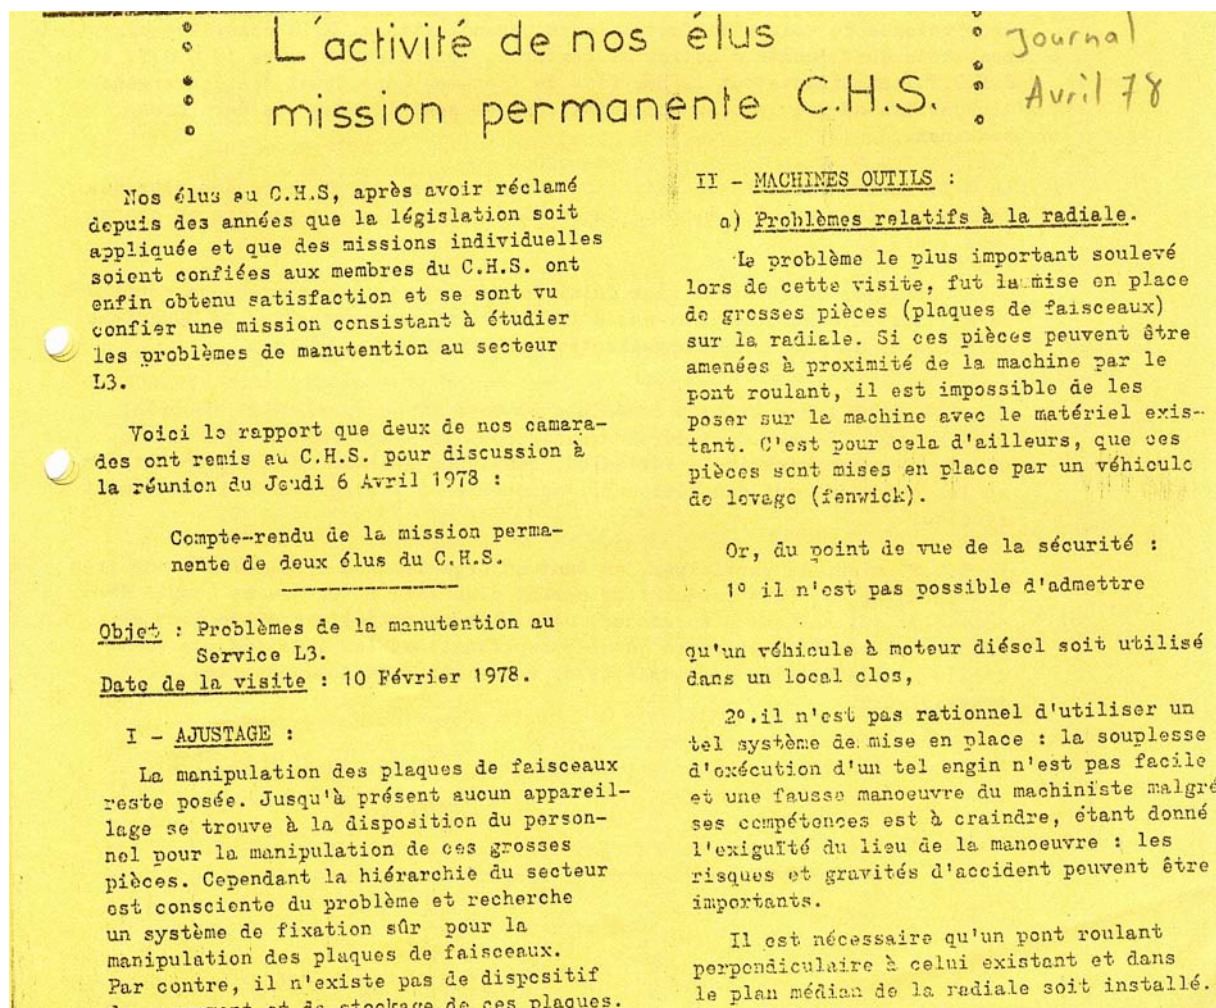 L'activité de nos élus
mission permanente C.H.S.
Journal
Avril 78
Nos élus au C.H.S, après avoir réclamé
depuis des années que la législation soit
appliquée et que des missions individuelles
soient confiées aux membres du C.H.S. ont
enfin obtenu satisfaction et se sont vu
confier une mission consistant à étudier
les problèmes de manutention au secteur
L3.
Voici le rapport que deux de nos camara-
des ont remis au C.H.S. pour discussion à
la réunion du Jeudi 6 Avril 1978 :
Compte-rendu de la mission perma-
nente de deux élus du C.H.S.
Objet : Problèmes de la manutention au
Service L3.
Date de la visite : 10 Février 1978.
I - AJUSTAGE :
La manipulation des plaques de faisceaux
reste posée. Jusqu'à présent aucun appareil-
lage se trouve à la disposition du person-
nel pour la manipulation de ces grosses
pièces. Cependant la hiérarchie du secteur
est consciente du problème et recherche
un système de fixation sûr pour la
manipulation des plaques de faisceaux.
Par contre, il n'existe pas de dispositif
et de stockage de ces plaques.
II - MACHINES OUTILS :
a) Problèmes relatifs à la radiale.
Le problème le plus important soulevé
lors de cette visite, fut la mise en place
de grosses pièces (plaques de faisceaux)
sur la radiale. Si ces pièces peuvent être
amenées à proximité de la machine par le
pont roulant, il est impossible de les
poser sur la machine avec le matériel exis-
tant. C'est pour cela d'ailleurs, que ces
pièces sont mises en place par un véhicule
de levage (fenwick).
Or, du point de vue de la sécurité :
1° il n'est pas possible d'admettre
qu'un véhicule à moteur diésel soit utilisé
dans un local clos,
2°.il n'est pas rationnel d'utiliser un
tel système de mise en place : la souplesse
d'exécution d'un tel engin n'est pas facile
et une fausse manoeuvre du machiniste malgré
ses compétences est à craindre, étant donné
l'exiguïté du lieu de la manoeuvre : les
risques et gravités d'accident peuvent être
importants.
Il est nécessaire qu'un pont roulant
perpendiculaire à celui existant et dans
le plan médian de la radiale soit installé.